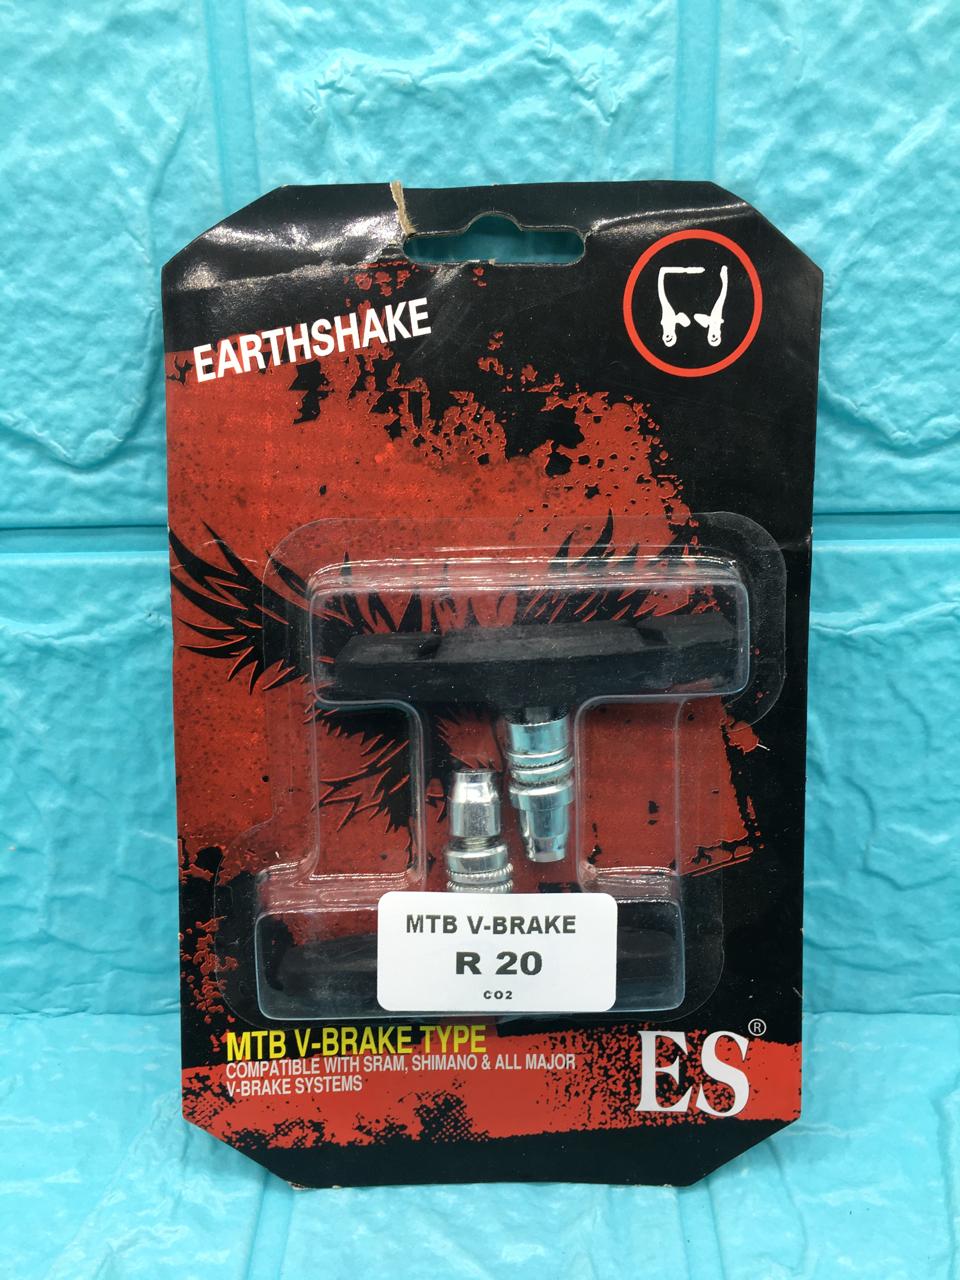 EARTHSHAKE
MTB V-BRAKE
R 20
CO2
MTB V-BRAKE TYPE
COMPATIBLE WITH SRAM, SHIMANO & ALL MAJOR
V-BRAKE SYSTEMS
ES®